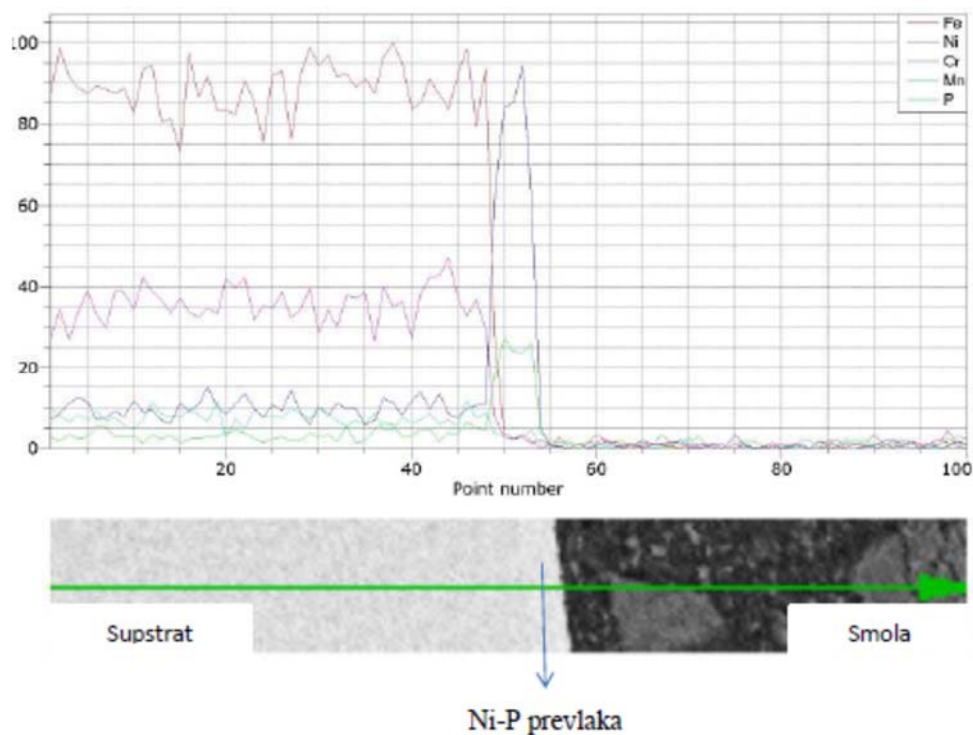 100
80
60
40
20
0
Fe
Ni
Cr
Mn
P
20 40 60 80 100
Point number
Supstrat
Smola
Ni-P prevlaka